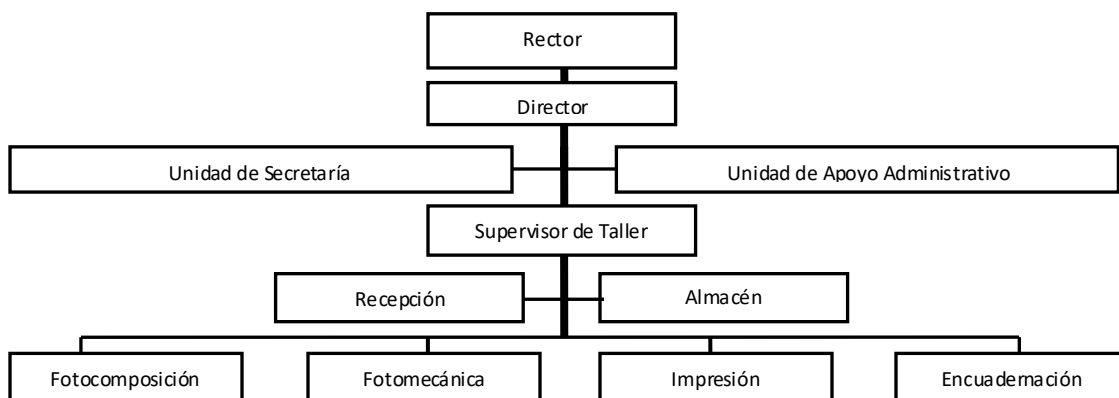 Rector
Director
Unidad de Secretaría
Unidad de Apoyo Administrativo
Supervisor de Taller
Recepción
Almacén
Fotocomposición
Fotomecánica
Impresión
Encuadernación